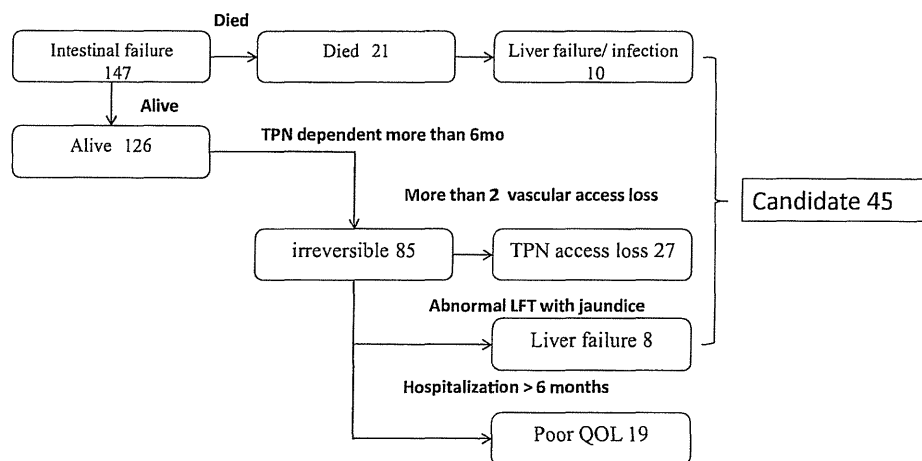 Died
Intestinal failure
147
Died 21
Liver failure/ infection
10
Alive
Alive 126
TPN dependent more than 6mo
More than 2 vascular access loss
Candidate 45
irreversible 85
TPN access loss 27
Abnormal LFT with jaundice
Liver failure 8
Hospitalization > 6 months
Poor QOL 19